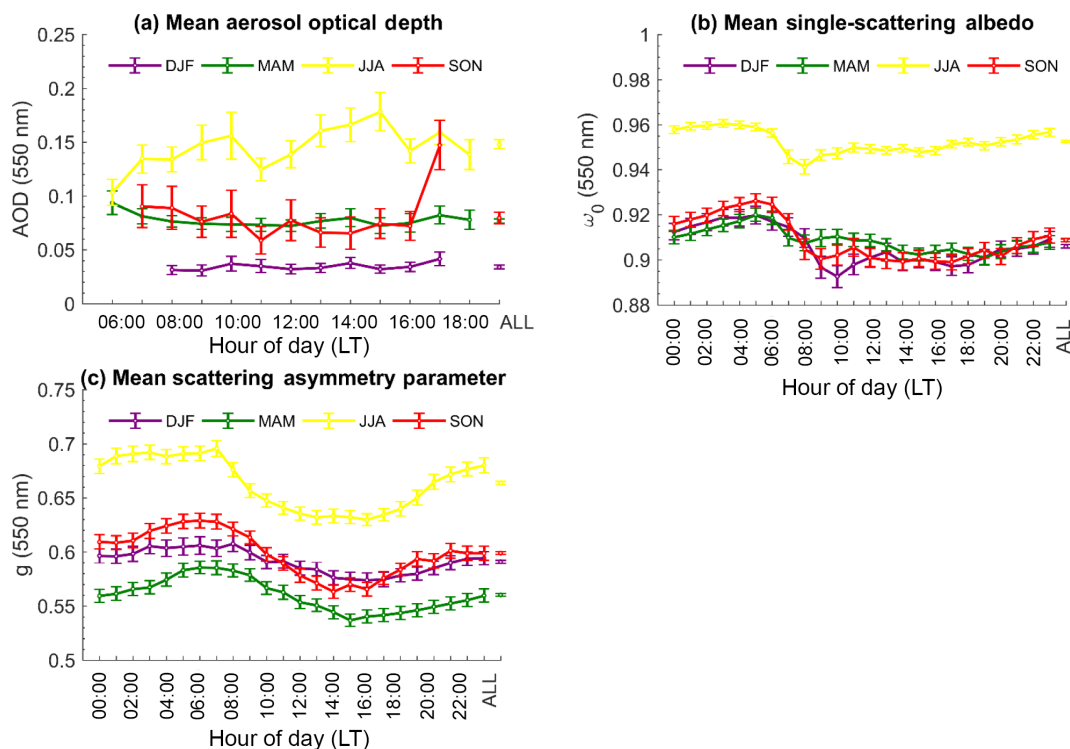 (a) Mean aerosol optical depth
DJF MAM JJA SON
AOD (550 nm)
0.25
0.2
0.15
0.1
0.05
0
06:00 08:00 10:00 12:00 14:00 16:00 18:00 ALL
Hour of day (LT)
(b) Mean single-scattering albedo
DJF MAM JJA SON
ω0 (550 nm)
1
0.98
0.96
0.94
0.92
0.9
0.88
00:00 02:00 04:00 06:00 08:00 10:00 12:00 14:00 16:00 18:00 20:00 22:00 ALL
Hour of day (LT)
(c) Mean scattering asymmetry parameter
DJF MAM JJA SON
g (550 nm)
0.75
0.7
0.65
0.6
0.55
0.5
00:00 02:00 04:00 06:00 08:00 10:00 12:00 14:00 16:00 18:00 20:00 22:00 ALL
Hour of day (LT)